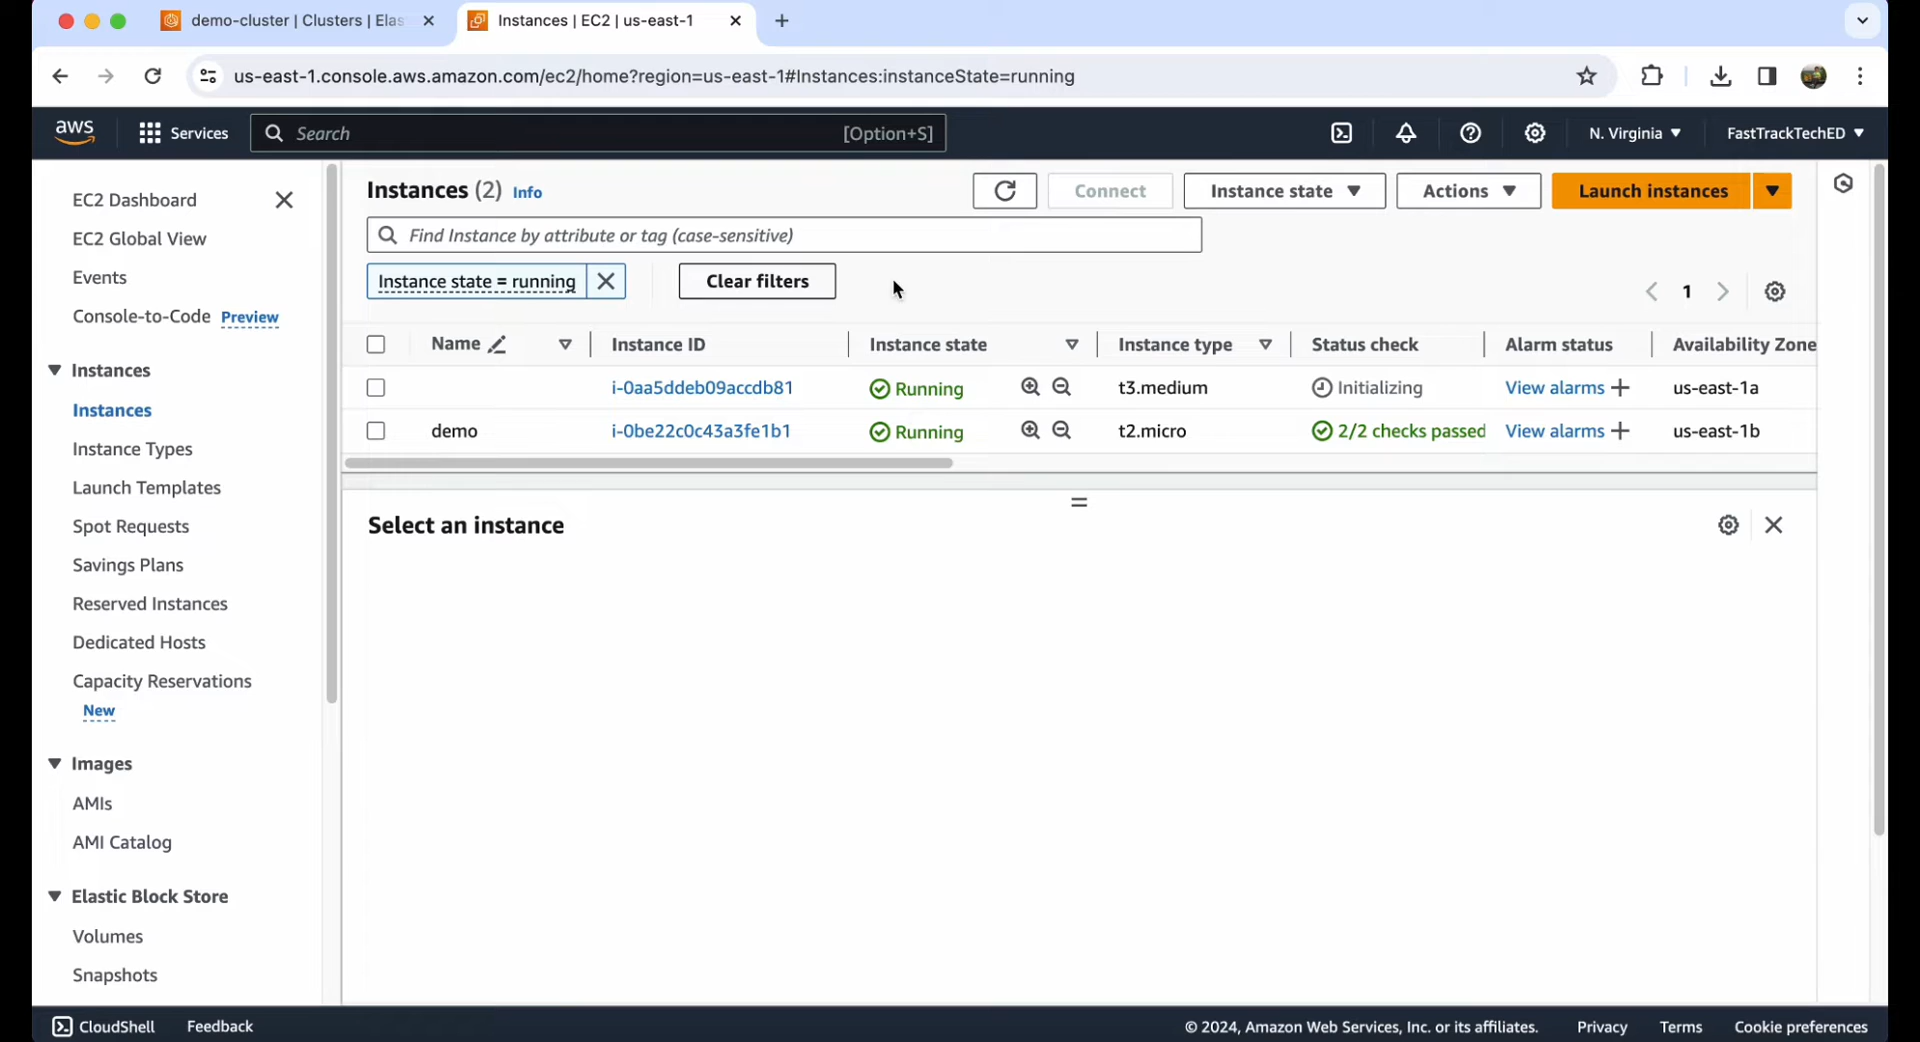 demo-cluster | Clusters | Elas
Instances | EC2 | us-east-1
us-east-1.console.aws.amazon.com/ec2/home?region=us-east-1#Instances:instanceState=running
aws
Services
Search
[Option+S]
N. Virginia
FastTrackTechED
EC2 Dashboard
EC2 Global View
Events
Console-to-Code Preview
Instances
Instances
Instance Types
Launch Templates
Spot Requests
Savings Plans
Reserved Instances
Dedicated Hosts
Capacity Reservations
New
Images
AMIs
AMI Catalog
Elastic Block Store
Volumes
Snapshots
Instances (2) Info
Connect
Instance state
Actions
Launch instances
Find Instance by attribute or tag (case-sensitive)
Instance state = running
Clear filters
1
Name Instance ID Instance state Instance type Status check Alarm status Availability Zone
i-0aa5ddeb09accdb81 Running t3.medium Initializing View alarms us-east-1a
demo i-0be22c0c43a3fe1b1 Running t2.micro 2/2 checks passed View alarms us-east-1b
Select an instance
CloudShell
Feedback
© 2024, Amazon Web Services, Inc. or its affiliates.
Privacy
Terms
Cookie preferences